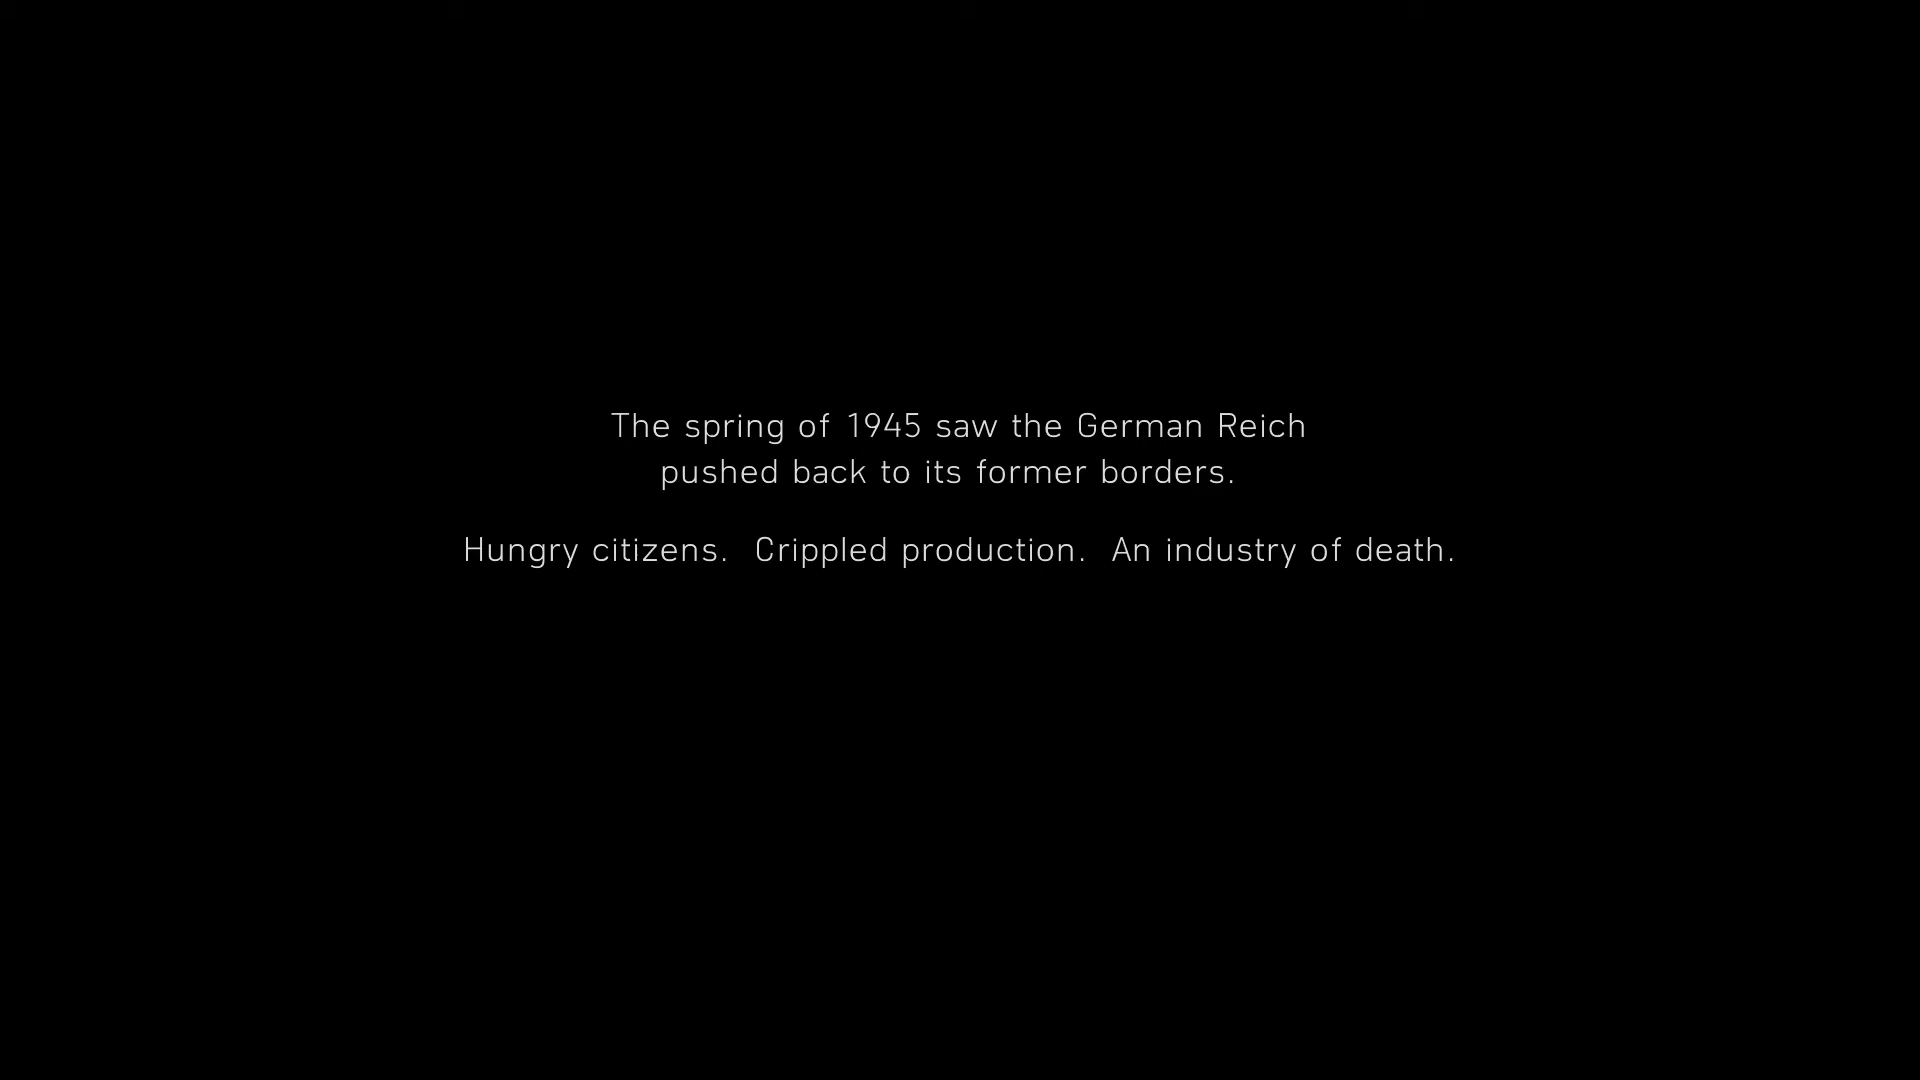 The spring of 1945 saw the German Reich
pushed back to its former borders.
Hungry citizens. Crippled production. An industry of death.